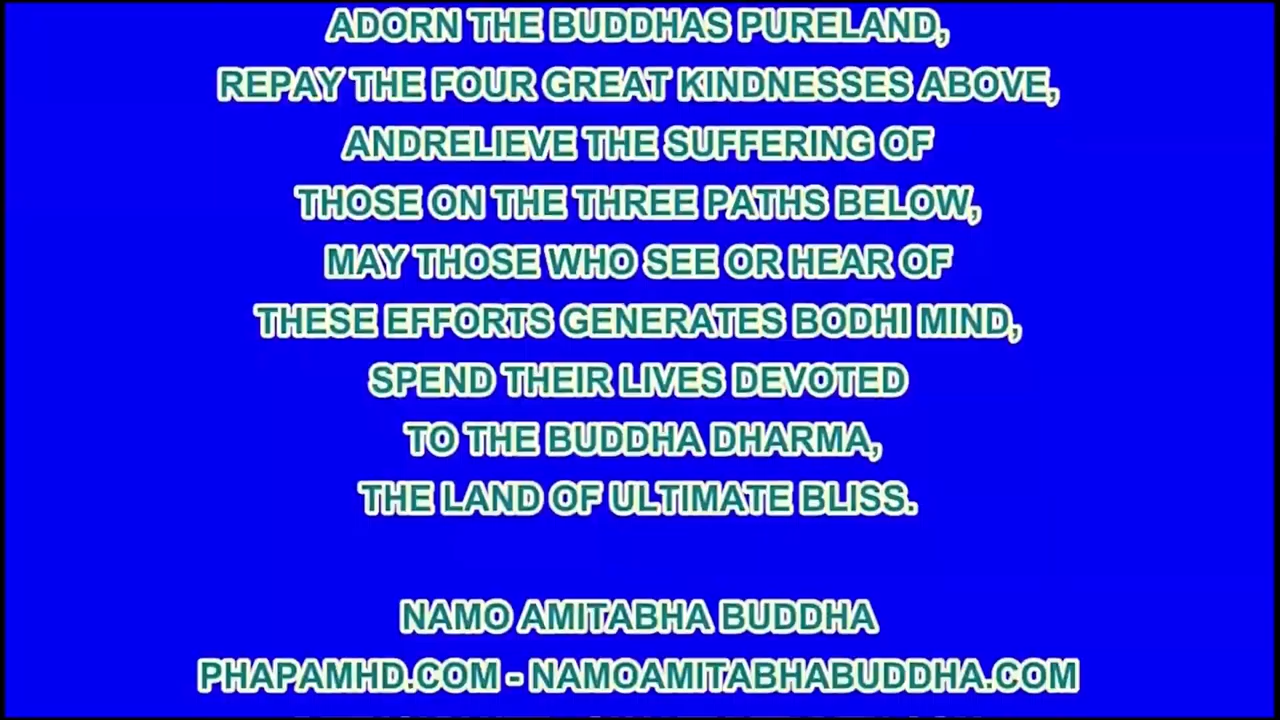 ADORN THE BUDDHAS PURELAND,
REPAY THE FOUR GREAT KINDNESSES ABOVE,
ANDRELIEVE THE SUFFERING OF
THOSE ON THE THREE PATHS BELOW,
MAY THOSE WHO SEE OR HEAR OF
THESE EFFORTS GENERATES BODHI MIND,
SPEND THEIR LIVES DEVOTED
TO THE BUDDHA DHARMA,
THE LAND OF ULTIMATE BLISS.
NAMO AMITABHA BUDDHA
PHAPAMHD.COM - NAMOAMITABHABUDDHA.COM